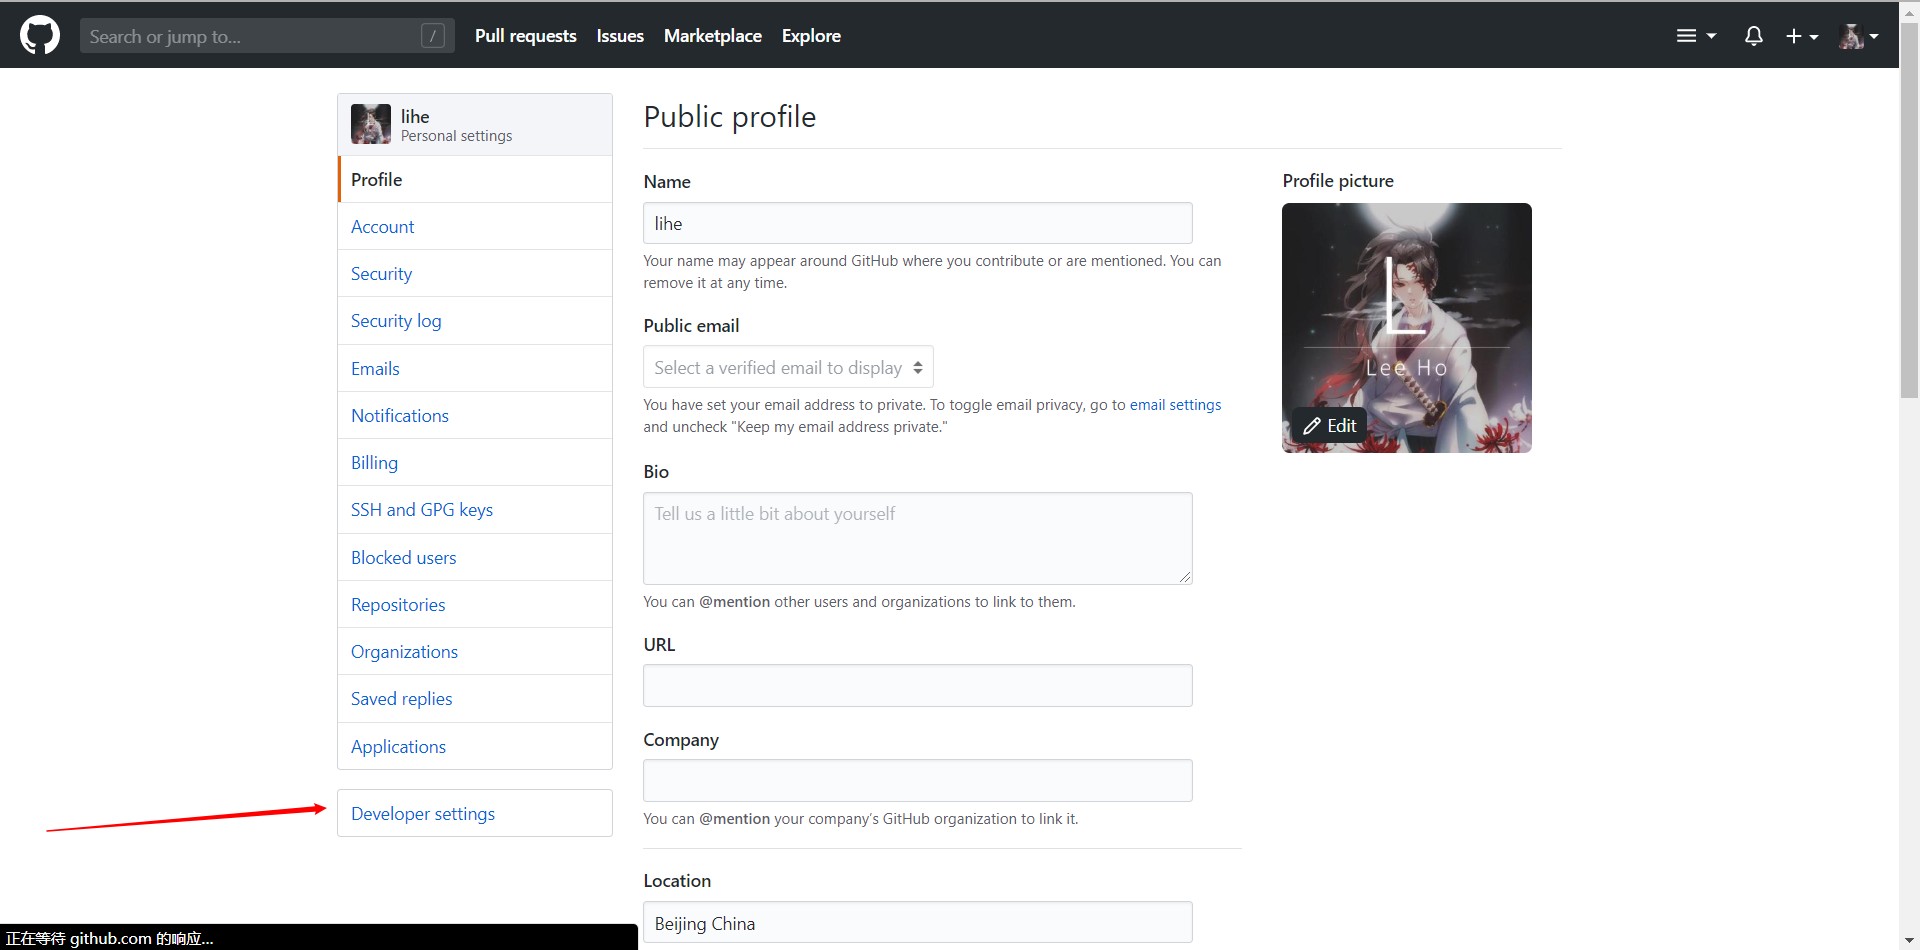 Search or jump to...
/
Pull requests
Issues
Marketplace
Explore
lihe
Personal settings
Profile
Account
Security
Security log
Emails
Notifications
Billing
SSH and GPG keys
Blocked users
Repositories
Organizations
Saved replies
Applications
Developer settings
Public profile
Name
lihe
Your name may appear around GitHub where you contribute or are mentioned. You can
remove it at any time.
Public email
Select a verified email to display
You have set your email address to private. To toggle email privacy, go to email settings
and uncheck "Keep my email address private."
Bio
Tell us a little bit about yourself
You can @mention other users and organizations to link to them.
URL
Company
You can @mention your company's GitHub organization to link it.
Location
Beijing China
Profile picture
L
Lee Ho
Edit
正在等待 github.com 的响应...